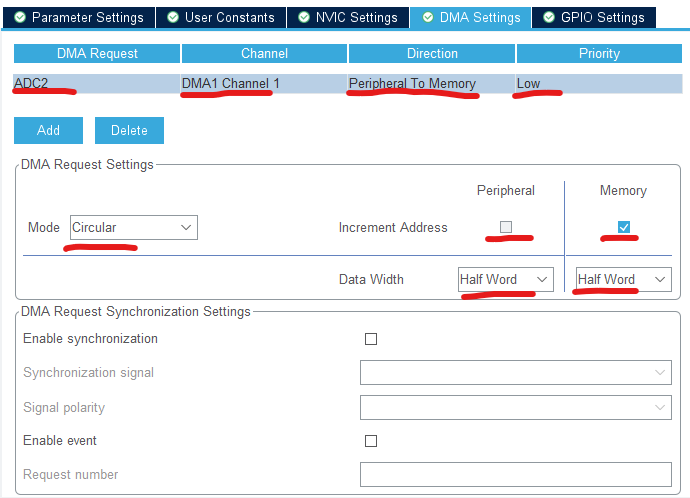 Parameter Settings User Constants NVIC Settings DMA Settings GPIO Settings
DMA Request Channel Direction Priority
ADC2 DMA1 Channel 1 Peripheral To Memory Low
Add Delete
DMA Request Settings
Peripheral Memory
Mode Circular Increment Address
Data Width Half Word Half Word
DMA Request Synchronization Settings
Enable synchronization
Synchronization signal
Signal polarity
Enable event
Request number